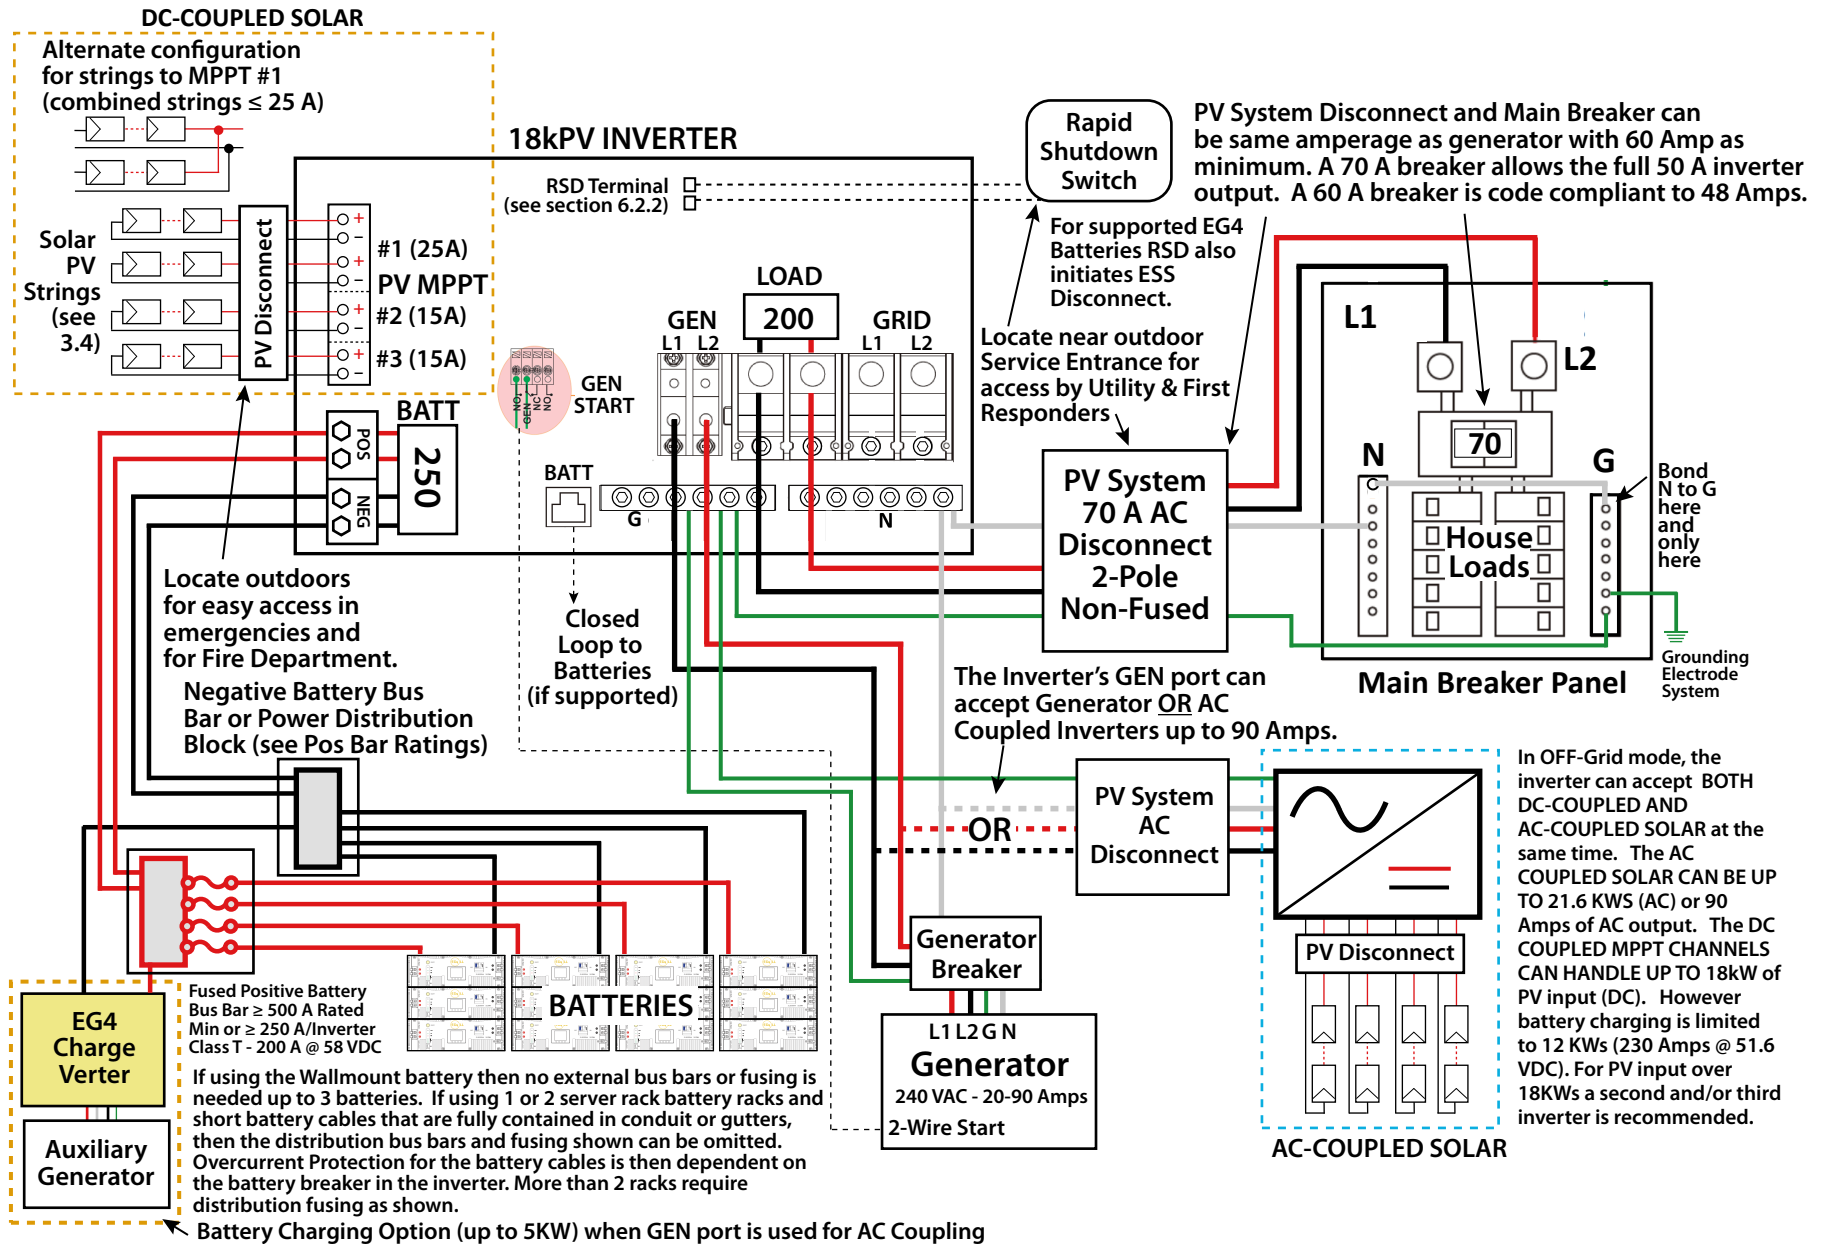 DC-COUPLED SOLAR
Alternate configuration
for strings to MPPT #1
(combined strings ≤ 25 A)
Solar
PV
Strings
(see
3.4)
PV Disconnect
+
–
+
–
+
–
+
–
#1 (25A)
PV MPPT
#2 (15A)
#3 (15A)
18kPV INVERTER
RSD Terminal
(see section 6.2.2)
Rapid
Shutdown
Switch
PV System Disconnect and Main Breaker can
be same amperage as generator with 60 Amp as
minimum. A 70 A breaker allows the full 50 A inverter
output.  A 60 A breaker is code compliant to 48 Amps.
For supported EG4
Batteries RSD also
initiates ESS
Disconnect.
Locate near outdoor
Service Entrance for
access by Utility & First
Responders
LOAD
200
GEN
L1 L2
GRID
L1 L2
GEN
START
NO
GEN
NC
NO
BATT
POS
NEG
250
BATT
G
N
Closed
Loop to
Batteries
(if supported)
PV System
70 A AC
Disconnect
2-Pole
Non-Fused
L1
L2
70
N
G
House
Loads
Bond
N to G
here
and
only
here
Grounding
Electrode
System
Main Breaker Panel
Locate outdoors
for easy access in
emergencies and
for Fire Department.
Negative Battery Bus
Bar or Power Distribution
Block (see Pos Bar Ratings)
The Inverter's GEN port can
accept Generator OR AC
Coupled Inverters up to 90 Amps.
OR
PV System
AC
Disconnect
PV Disconnect
AC-COUPLED SOLAR
In OFF-Grid mode, the
inverter can accept  BOTH
DC-COUPLED AND
AC-COUPLED SOLAR at the
same time.   The AC
COUPLED SOLAR CAN BE UP
TO 21.6 KWS (AC) or 90
Amps of AC output.   The DC
COUPLED MPPT CHANNELS
CAN HANDLE UP TO 18kW of
PV input (DC).   However
battery charging is limited
to 12 KWs (230 Amps @ 51.6
VDC). For PV input over
18KWs a second and/or third
inverter is recommended.
Generator
Breaker
L1 L2 G N
Generator
240 VAC - 20-90 Amps
2-Wire Start
BATTERIES
Fused Positive Battery
Bus Bar ≥ 500 A Rated
Min or ≥ 250 A/Inverter
Class T - 200 A @ 58 VDC
EG4
Charge
Verter
Auxiliary
Generator
If using the Wallmount battery then no external bus bars or fusing is
needed up to 3 batteries.  If using 1 or 2 server rack battery racks and
short battery cables that are fully contained in conduit or gutters,
then the distribution bus bars and fusing shown can be omitted.
Overcurrent Protection for the battery cables is then dependent on
the battery breaker in the inverter. More than 2 racks require
distribution fusing as shown.
Battery Charging Option (up to 5KW) when GEN port is used for AC Coupling